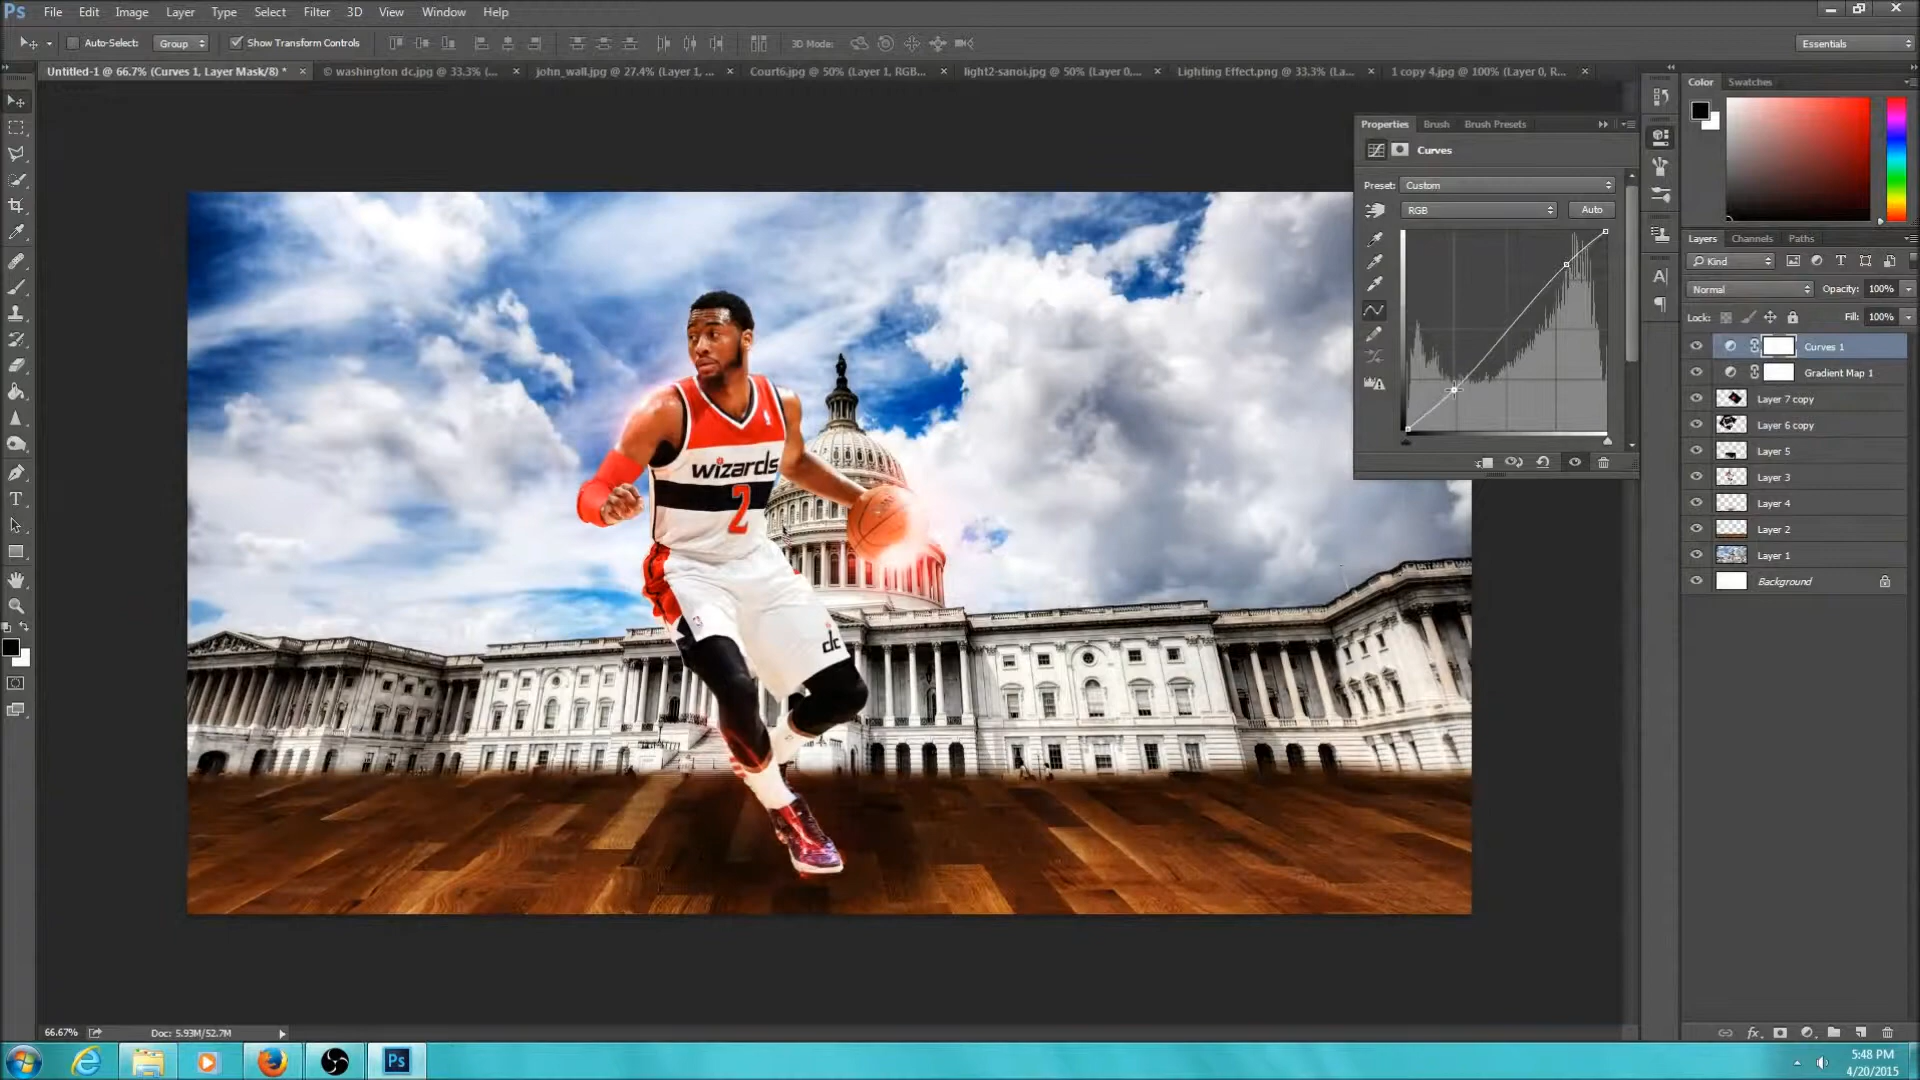 Ps File Edit Image Layer Type Select Filter 3D View Window Help
Auto-Select: Group Show Transform Controls 3D Mode: Essentials
Untitled-1 @ 66.7% (Curves 1, Layer Mask/8) * × © washington dc.jpg @ 33.3% (... × john_wall.jpg @ 27.4% (Layer 1, ... × Court6.jpg @ 50% (Layer 1, RGB... × light2-sanoi.jpg @ 50% (Layer 0,... × Lighting Effect.png @ 33.3% (La... × 1 copy 4.jpg @ 100% (Layer 0, R... ×
Color Swatches
Properties Brush Brush Presets
Curves
Preset: Custom
RGB Auto
Layers Channels Paths
Kind
Normal Opacity: 100%
Lock: Fill: 100%
Curves 1
Gradient Map 1
Layer 7 copy
Layer 6 copy
Layer 5
Layer 3
Layer 4
Layer 2
Layer 1
Background
wizards
2
dc
66.67% Doc: 5.93M/52.7M
Ps
5:48 PM
4/20/2015